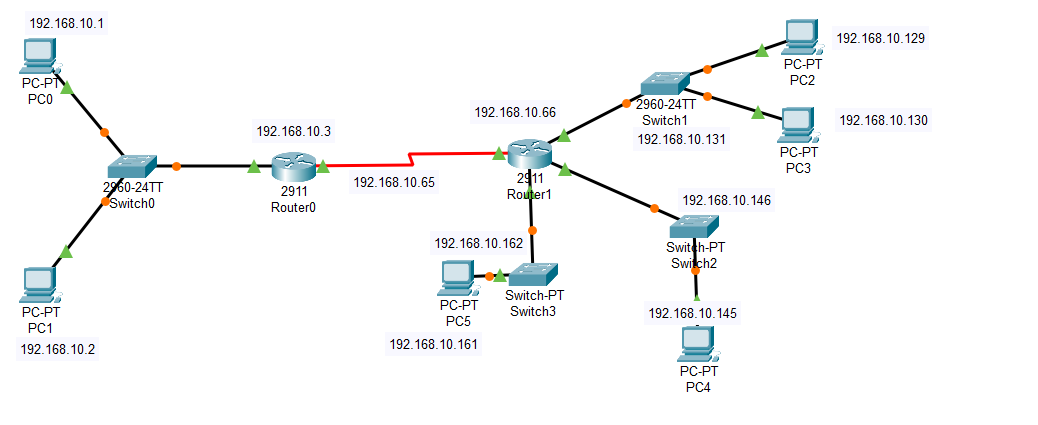 192.168.10.1
PC-PT
PC0
2960-24TT
Switch0
PC-PT
PC1
192.168.10.2
192.168.10.3
2911
Router0
192.168.10.65
192.168.10.66
2911
Router1
192.168.10.162
PC-PT
PC5
192.168.10.161
Switch-PT
Switch3
2960-24TT
Switch1
192.168.10.131
PC-PT
PC2
192.168.10.129
PC-PT
PC3
192.168.10.130
192.168.10.146
Switch-PT
Switch2
192.168.10.145
PC-PT
PC4